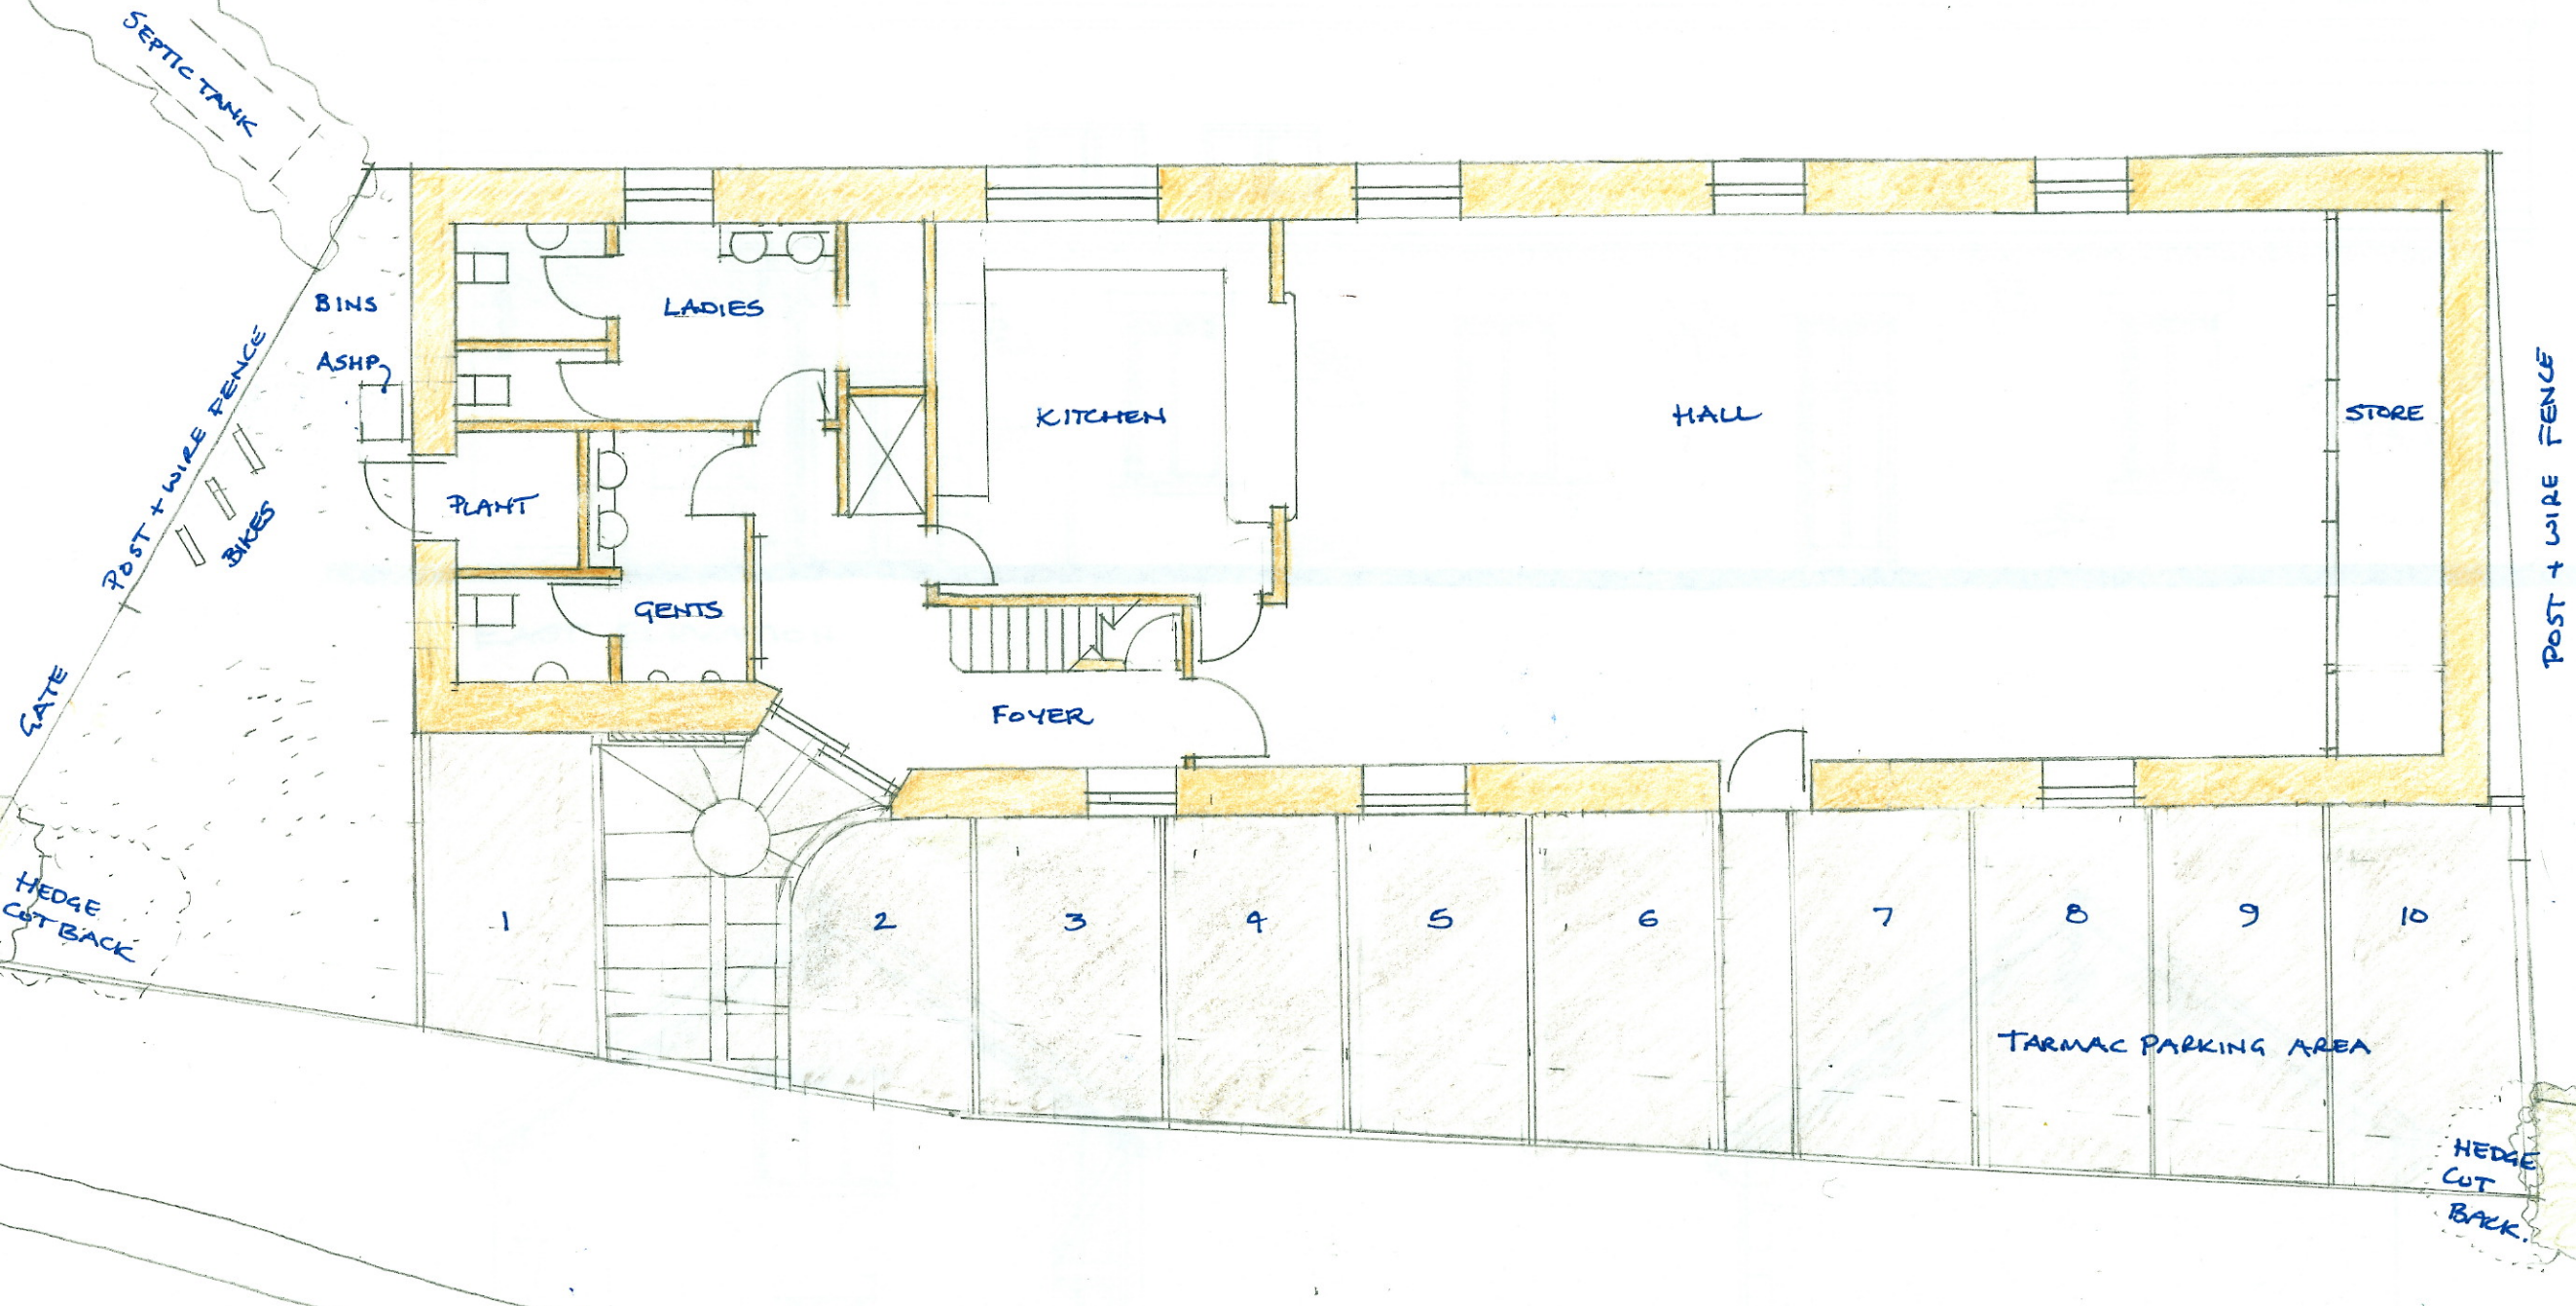 SEPTIC TANK
BINS
ASHP
POST + WIRE FENCE
BIKES
GATE
HEDGE
CUT BACK
LADIES
PLANT
GENTS
KITCHEN
FOYER
HALL
STORE
POST + WIRE FENCE
1
2
3
4
5
6
7
8
9
10
TARMAC PARKING AREA
HEDGE
CUT
BACK.